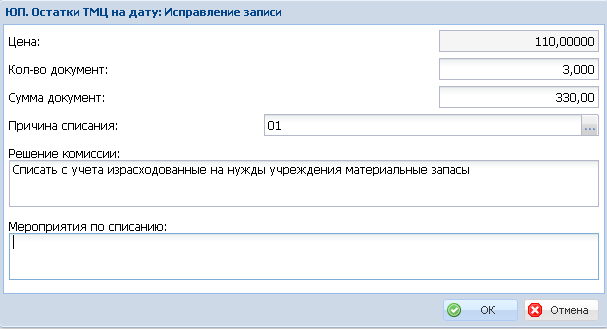 ЮП. Остатки ТМЦ на дату: Исправление записи
Цена: 110,00000
Кол-во документ: 3,000
Сумма документ: 330,00
Причина списания: 01 ...
Решение комиссии:
Списать с учета израсходованные на нужды учреждения материальные запасы
Мероприятия по списанию:
ОК Отмена